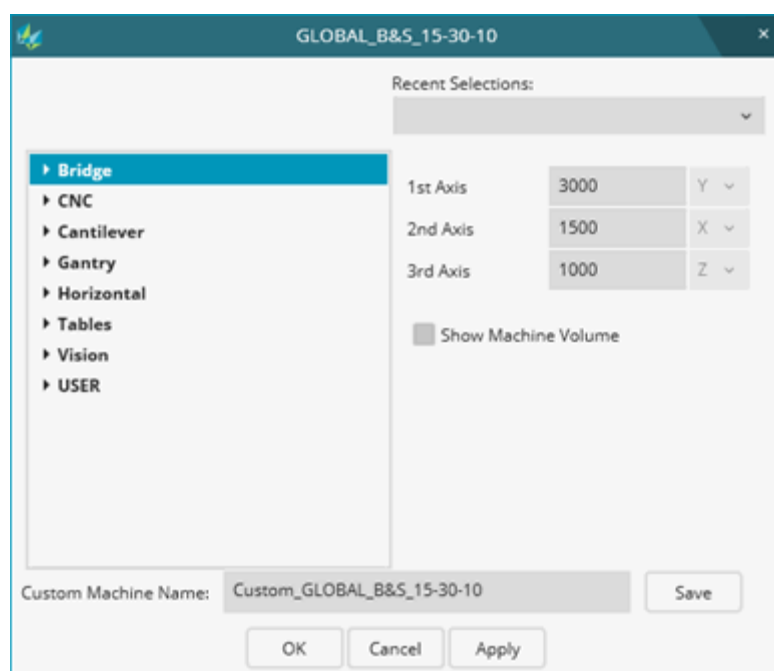 GLOBAL_B&S_15-30-10
Recent Selections:
Bridge
CNC
Cantilever
Gantry
Horizontal
Tables
Vision
USER
1st Axis 3000 Y
2nd Axis 1500 X
3rd Axis 1000 Z
Show Machine Volume
Custom Machine Name: Custom_GLOBAL_B&S_15-30-10 Save
OK Cancel Apply